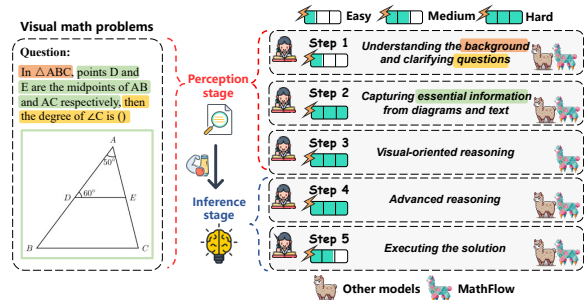 Visual math problems
Easy Medium Hard
Question:
In △ABC, points D and
E are the midpoints of AB
and AC respectively, then
the degree of ∠C is ()
A
50°
D 60° E
B C
Perception
stage
Inference
stage
Step 1
Understanding the background
and clarifying questions
Step 2
Capturing essential information
from diagrams and text
Step 3
Visual-oriented reasoning
Step 4
Advanced reasoning
Step 5
Executing the solution
Other models MathFlow